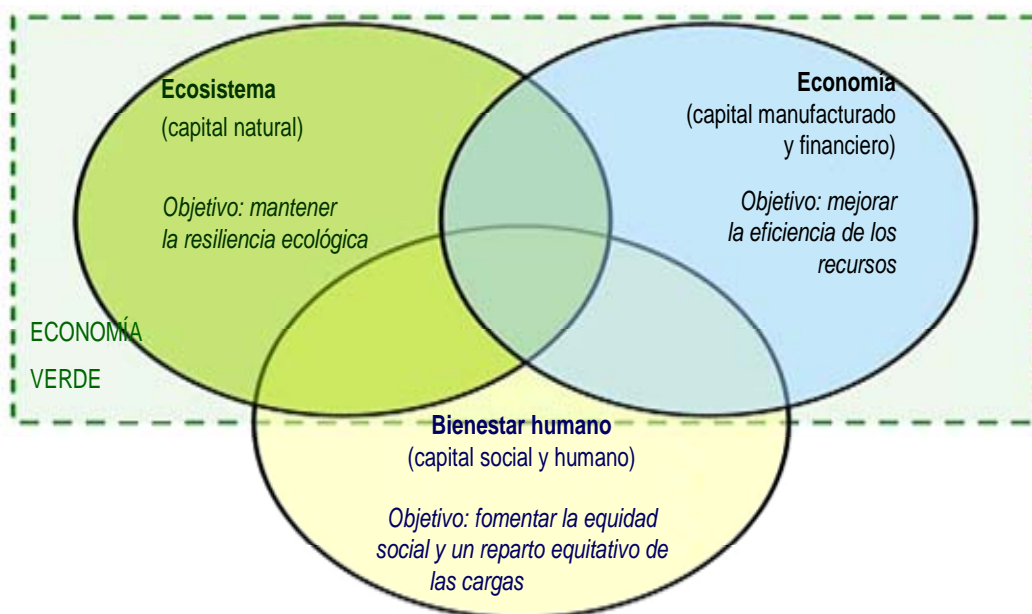 Ecosistema
(capital natural)
Objetivo: mantener
la resiliencia ecológica
Economía
(capital manufacturado
y financiero)
Objetivo: mejorar
la eficiencia de los
recursos
ECONOMÍA
VERDE
Bienestar humano
(capital social y humano)
Objetivo: fomentar la equidad
social y un reparto equitativo de
las cargas